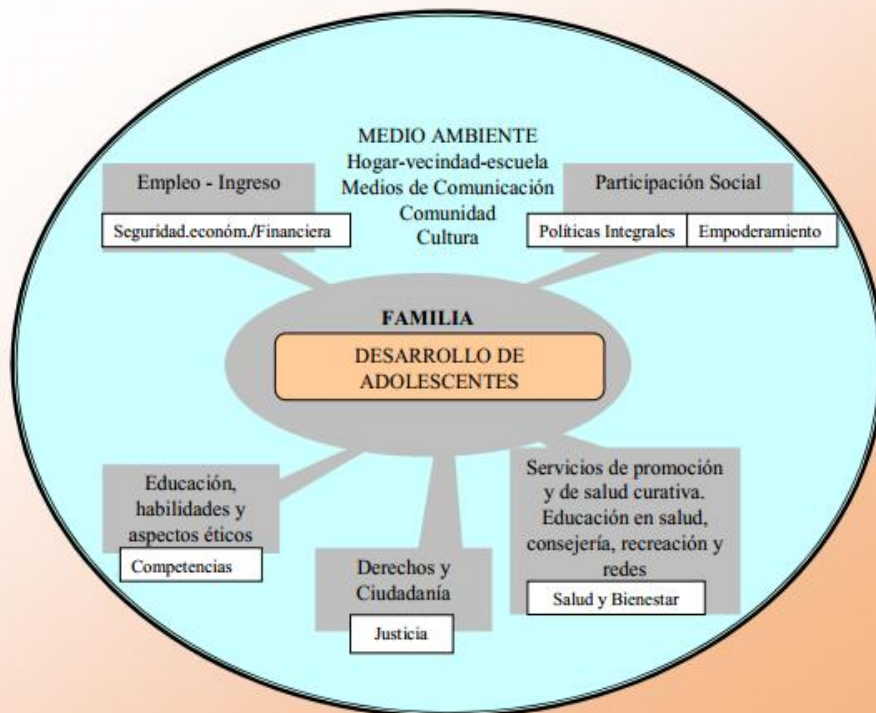 MEDIO AMBIENTE
Hogar-vecindad-escuela
Medios de Comunicación
Comunidad
Cultura
Empleo - Ingreso
Seguridad.económ./Financiera
Participación Social
Políticas Integrales
Empoderamiento
FAMILIA
DESARROLLO DE
ADOLESCENTES
Educación,
habilidades y
aspectos éticos
Competencias
Derechos y
Ciudadanía
Justicia
Servicios de promoción
y de salud curativa.
Educación en salud,
consejería, recreación y
redes
Salud y Bienestar